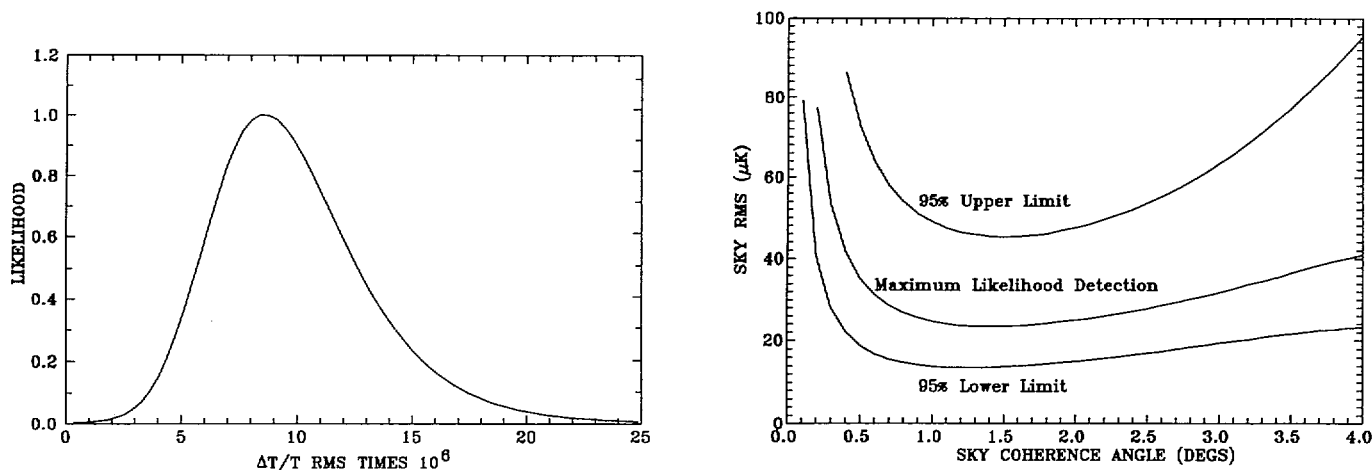 1.2
1.0
0.8
0.6
0.4
0.2
0.0
LIKELIHOOD
0 5 10 15 20 25
ΔT/T RMS TIMES 10⁶
100
80
60
40
20
0
SKY RMS (μK)
95% Upper Limit
Maximum Likelihood Detection
95% Lower Limit
0.0 0.5 1.0 1.5 2.0 2.5 3.0 3.5 4.0
SKY COHERENCE ANGLE (DEGS)